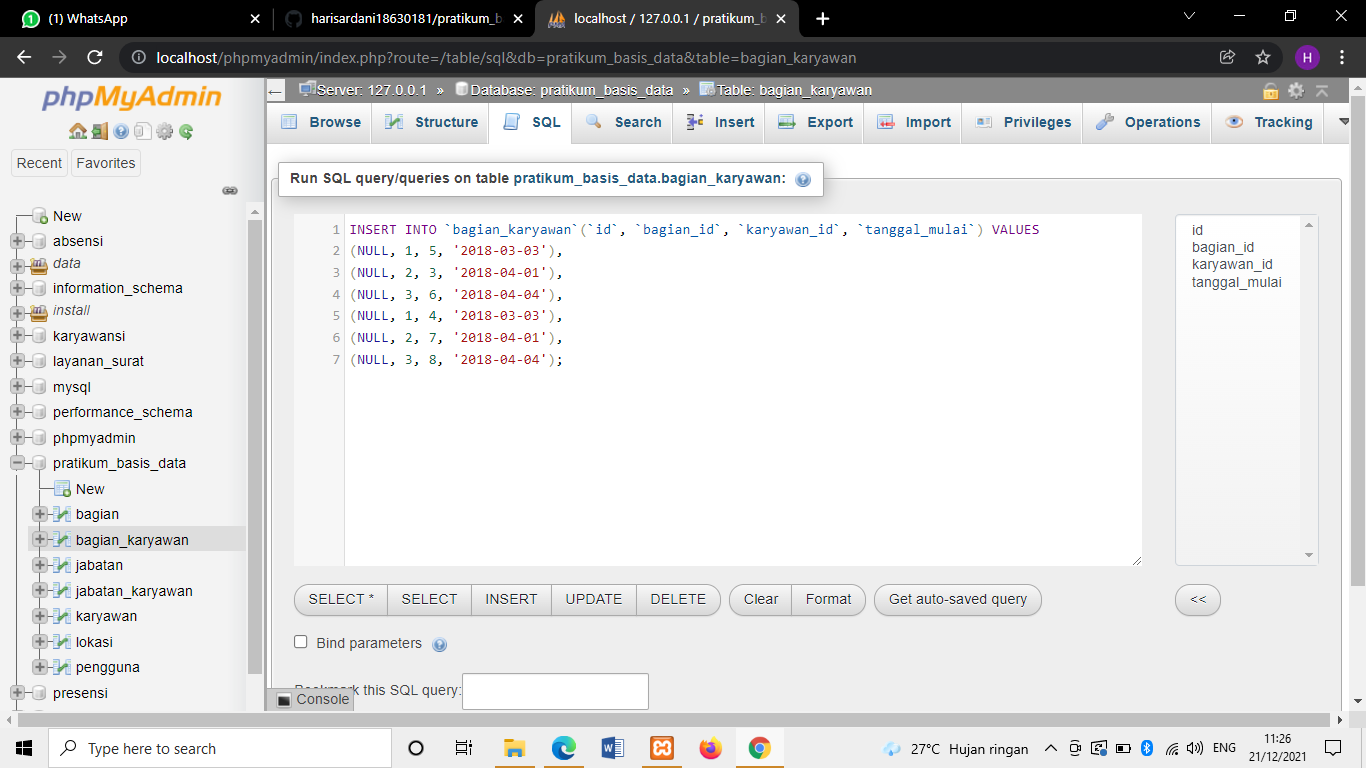 (1) WhatsApp
harisardani18630181/pratikum_b
localhost / 127.0.0.1 / pratikum_b
localhost/phpmyadmin/index.php?route=/table/sql&db=pratikum_basis_data&table=bagian_karyawan
H
phpMyAdmin
Server: 127.0.0.1 » Database: pratikum_basis_data » Table: bagian_karyawan
Browse Structure SQL Search Insert Export Import Privileges Operations Tracking
Recent Favorites
New
absensi
data
information_schema
install
karyawansi
layanan_surat
mysql
performance_schema
phpmyadmin
pratikum_basis_data
New
bagian
bagian_karyawan
jabatan
jabatan_karyawan
karyawan
lokasi
pengguna
presensi
Run SQL query/queries on table pratikum_basis_data.bagian_karyawan:
1 INSERT INTO `bagian_karyawan`(`id`, `bagian_id`, `karyawan_id`, `tanggal_mulai`) VALUES
2 (NULL, 1, 5, '2018-03-03'),
3 (NULL, 2, 3, '2018-04-01'),
4 (NULL, 3, 6, '2018-04-04'),
5 (NULL, 1, 4, '2018-03-03'),
6 (NULL, 2, 7, '2018-04-01'),
7 (NULL, 3, 8, '2018-04-04');
id
bagian_id
karyawan_id
tanggal_mulai
SELECT * SELECT INSERT UPDATE DELETE Clear Format Get auto-saved query <<
Bind parameters
Bookmark this SQL query:
Console
Type here to search
27°C Hujan ringan
ENG
11:26
21/12/2021